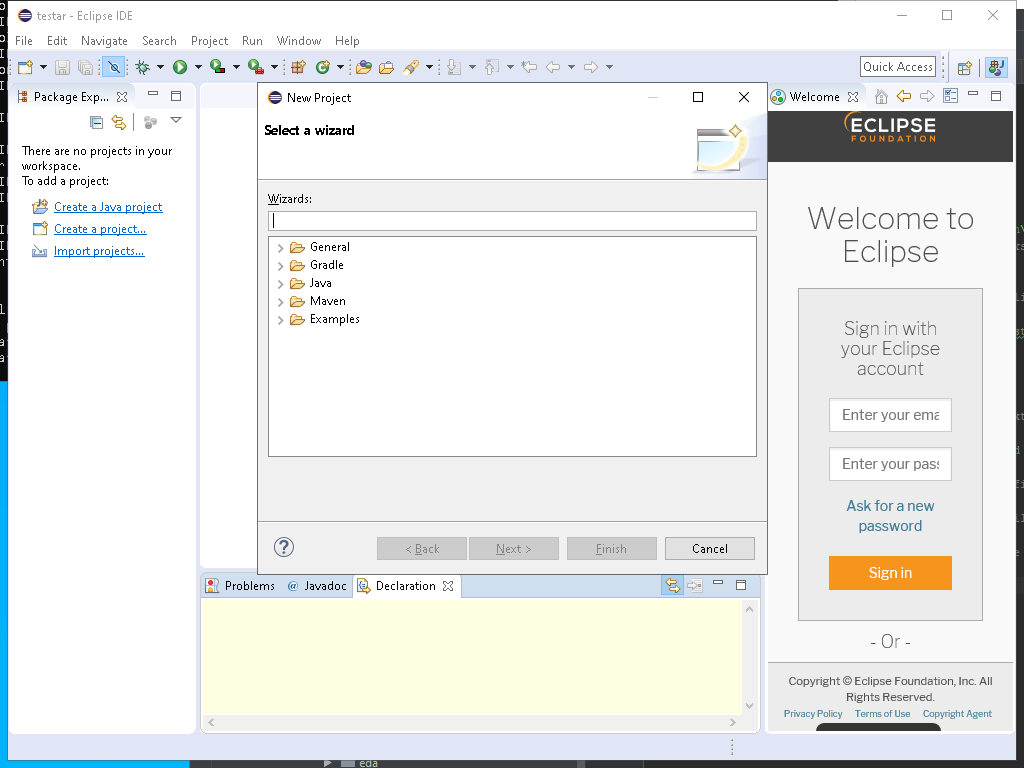 testar - Eclipse IDE
File Edit Navigate Search Project Run Window Help
Quick Access
Package Exp...
There are no projects in your
workspace.
To add a project:
Create a Java project
Create a project...
Import projects...
New Project
Select a wizard
Wizards:
General
Gradle
Java
Maven
Examples
?
< Back
Next >
Finish
Cancel
Problems @ Javadoc Declaration
Welcome
ECLIPSE
FOUNDATION
Welcome to
Eclipse
Sign in with
your Eclipse
account
Enter your ema
Enter your pass
Ask for a new
password
Sign in
- Or -
Copyright © Eclipse Foundation, Inc. All
Rights Reserved.
Privacy Policy Terms of Use Copyright Agent
eda